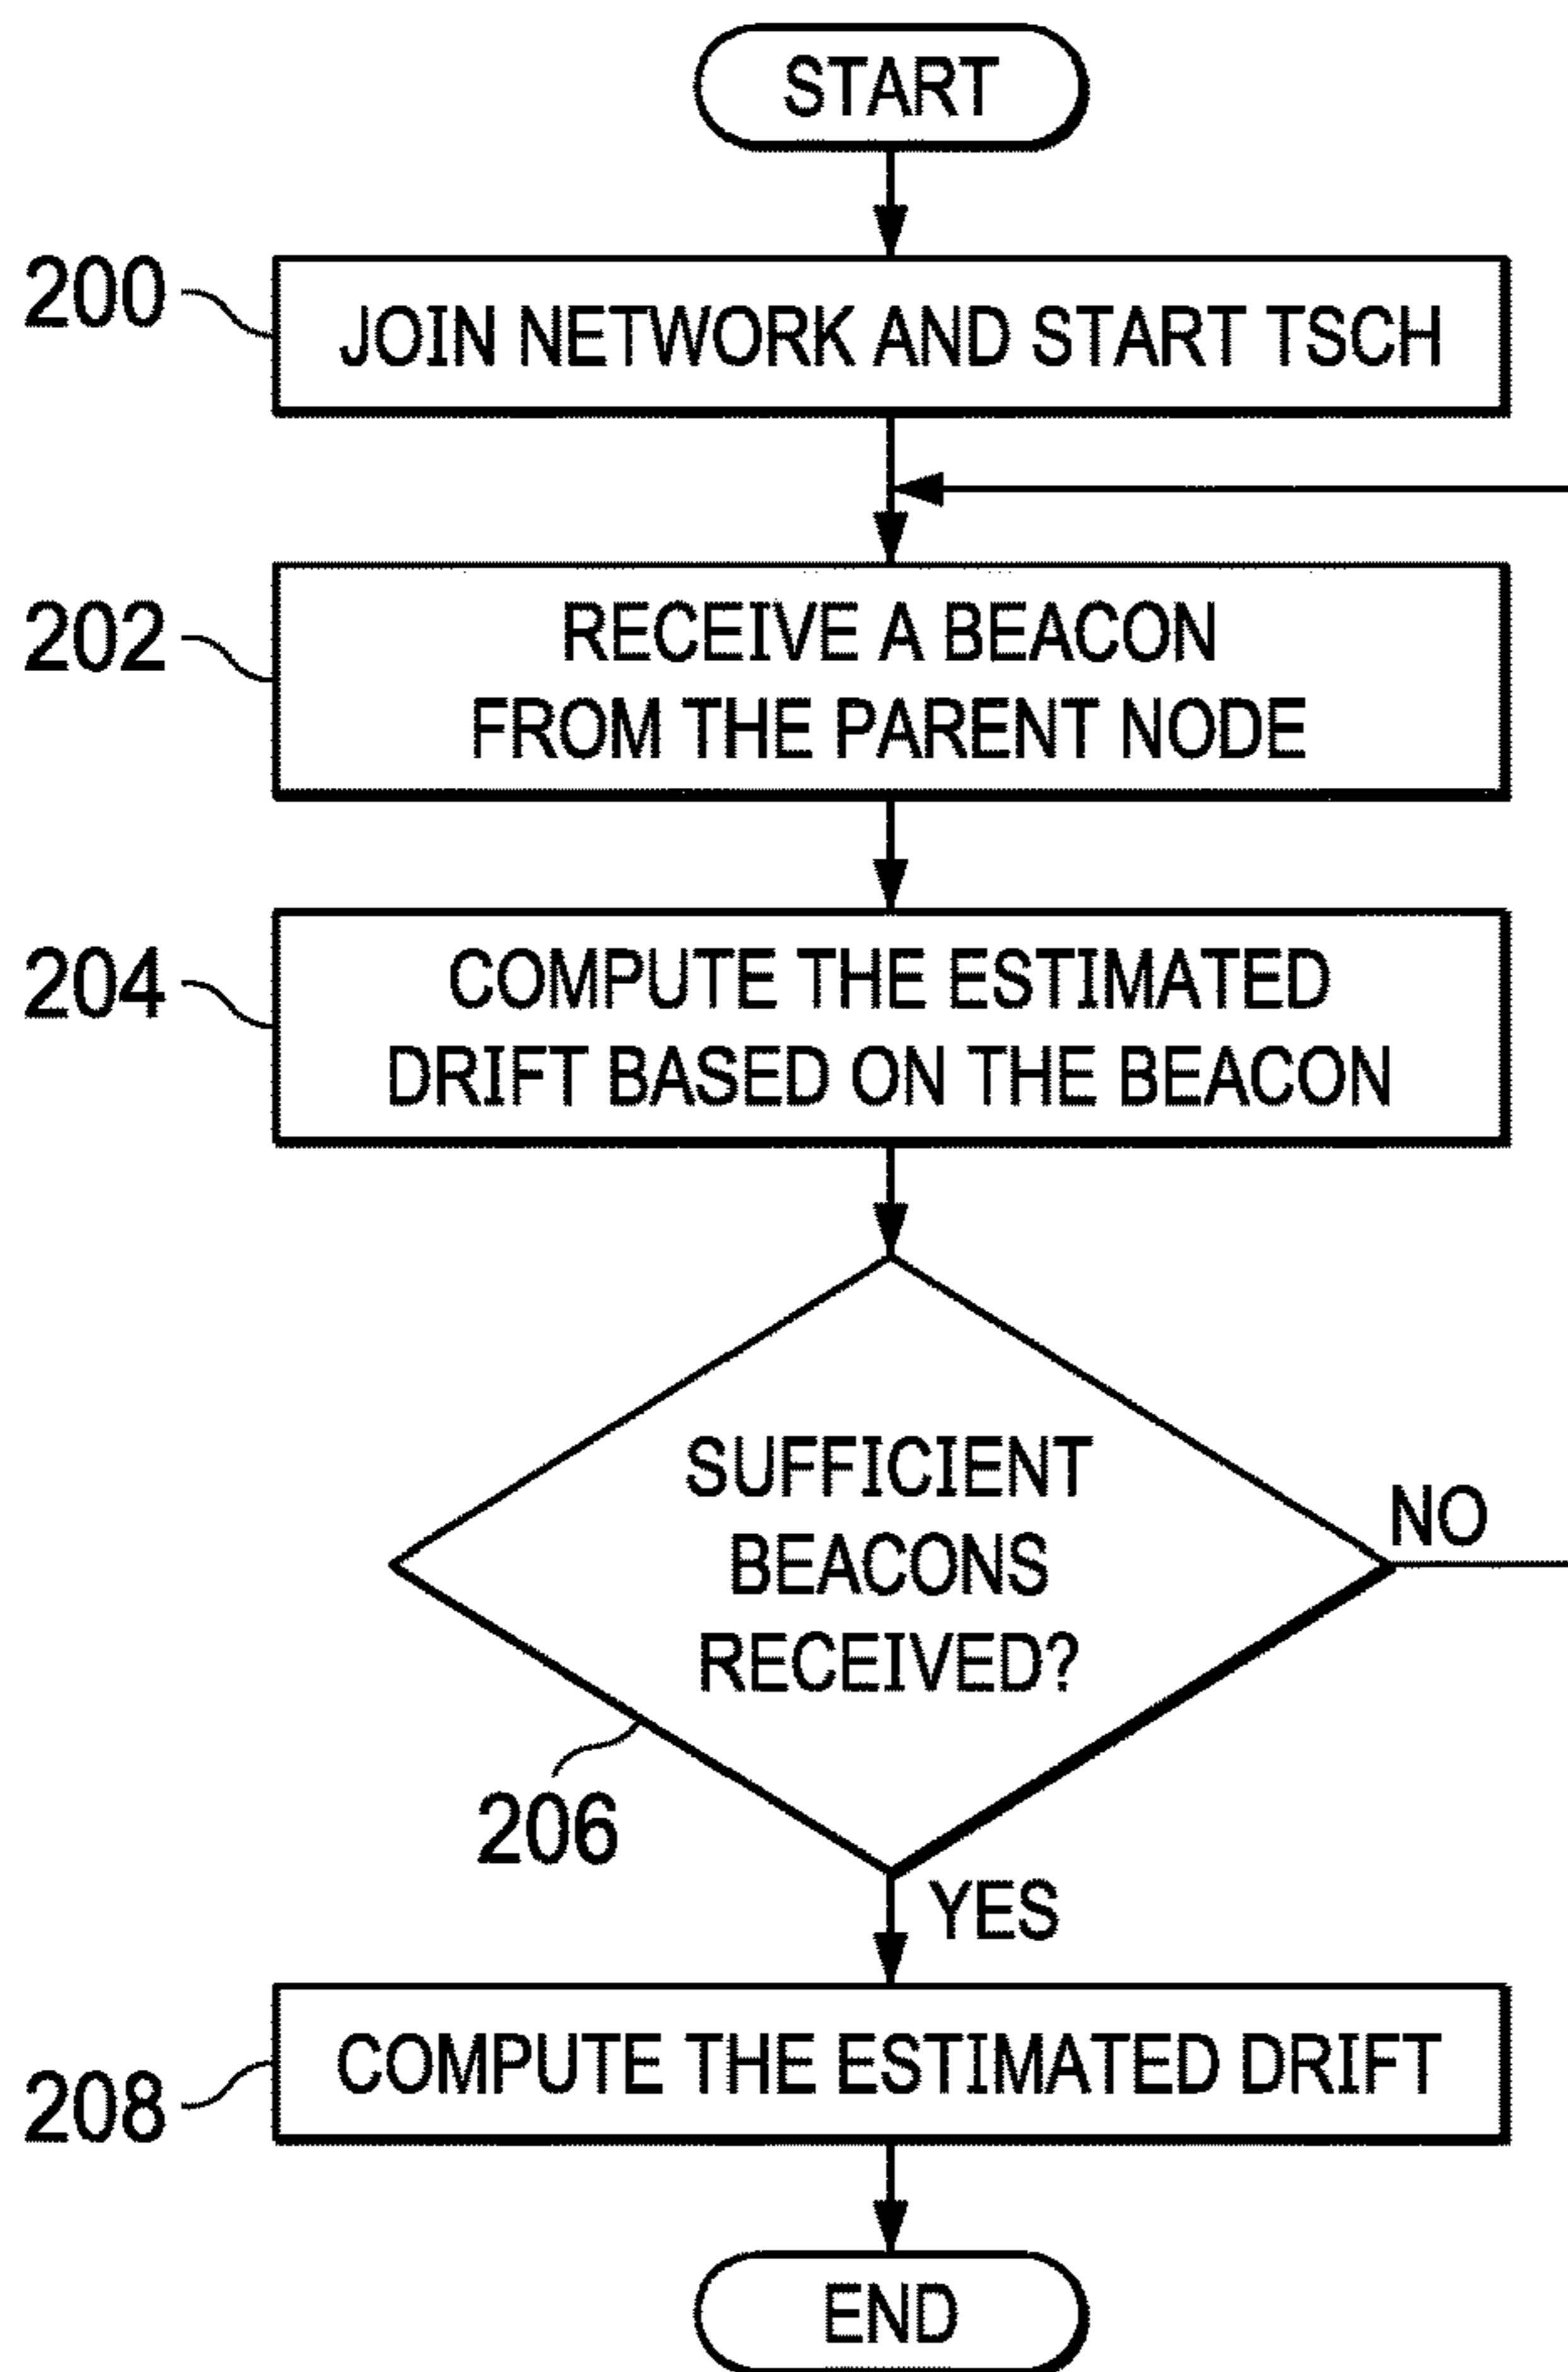 START
200
JOIN NETWORK AND START TSCH
202
RECEIVE A BEACON
FROM THE PARENT NODE
204
COMPUTE THE ESTIMATED
DRIFT BASED ON THE BEACON
SUFFICIENT
BEACONS
RECEIVED?
NO
206
YES
208
COMPUTE THE ESTIMATED DRIFT
END